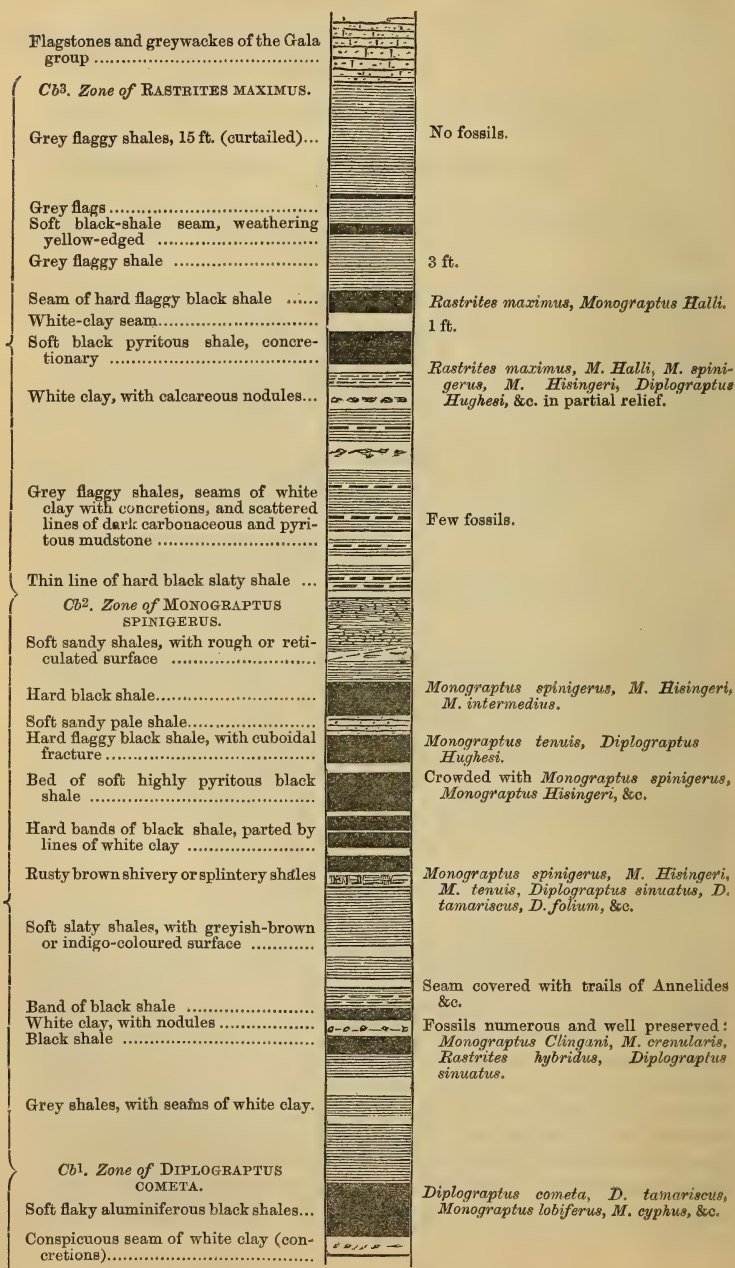 Flagstones and greywackes of the Gala
group
Cb³. Zone of RASTRITES MAXIMUS.
Grey flaggy shales, 15 ft. (curtailed)...
No fossils.
Grey flags
Soft black-shale seam, weathering
yellow-edged
Grey flaggy shale
3 ft.
Seam of hard flaggy black shale
Rastrites maximus, Monograptus Halli.
White-clay seam
1 ft.
Soft black pyritous shale, concre-
tionary
Rastrites maximus, M. Halli, M. spini-
gerus, M. Hisingeri, Diplograptus
Hughesi, &c. in partial relief.
White clay, with calcareous nodules...
Grey flaggy shales, seams of white
clay with concretions, and scattered
lines of dark carbonaceous and pyri-
tous mudstone
Few fossils.
Thin line of hard black slaty shale ...
Cb². Zone of MONOGRAPTUS
SPINIGERUS.
Soft sandy shales, with rough or reti-
culated surface
Hard black shale
Monograptus spinigerus, M. Hisingeri,
M. intermedius.
Soft sandy pale shale
Hard flaggy black shale, with cuboidal
fracture
Monograptus tenuis, Diplograptus
Hughesi.
Bed of soft highly pyritous black
shale
Crowded with Monograptus spinigerus,
Monograptus Hisingeri, &c.
Hard bands of black shale, parted by
lines of white clay
Rusty brown shivery or splintery shales
Monograptus spinigerus, M. Hisingeri,
M. tenuis, Diplograptus sinuatus, D.
tamariscus, D. folium, &c.
Soft slaty shales, with greyish-brown
or indigo-coloured surface
Seam covered with trails of Annelides
&c.
Band of black shale
White clay, with nodules
Black shale
Fossils numerous and well preserved:
Monograptus Clingani, M. crenularis,
Rastrites hybridus, Diplograptus
sinuatus.
Grey shales, with seams of white clay.
Cb¹. Zone of DIPLOGRAPTUS
COMETA.
Soft flaky aluminiferous black shales...
Diplograptus cometa, D. tamariscus,
Monograptus lobiferus, M. cyphus, &c.
Conspicuous seam of white clay (con-
cretions)